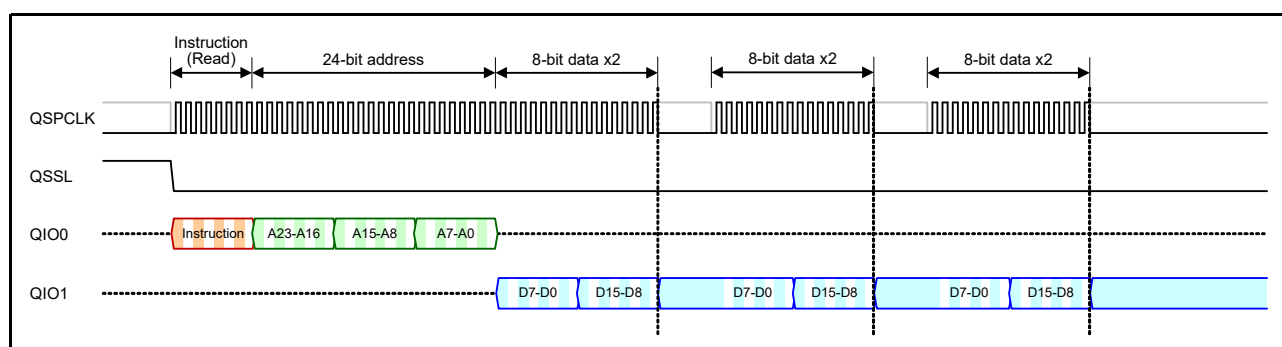 Instruction
(Read)
24-bit address
8-bit data x2
8-bit data x2
8-bit data x2
QSPCLK
QSSL
QIO0
Instruction
A23-A16
A15-A8
A7-A0
QIO1
D7-D0
D15-D8
D7-D0
D15-D8
D7-D0
D15-D8